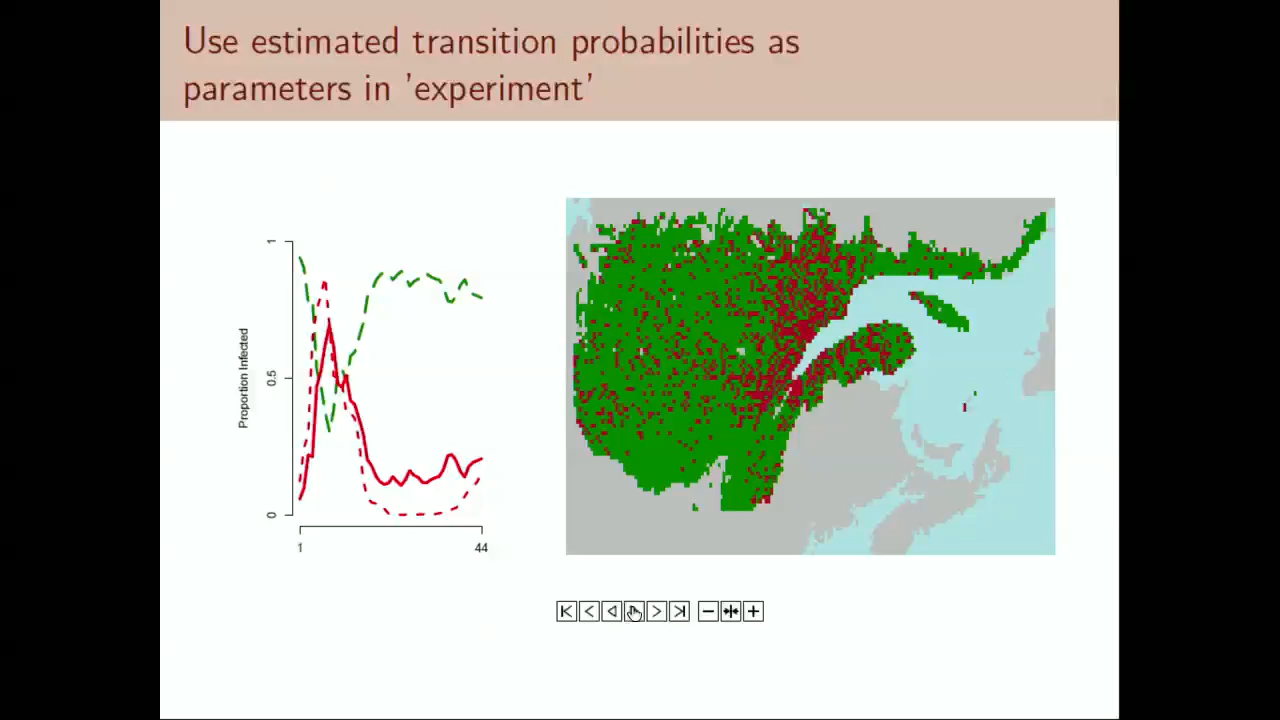 Use estimated transition probabilities as
parameters in 'experiment'
Proportion Infected
1
0.5
0
1
44